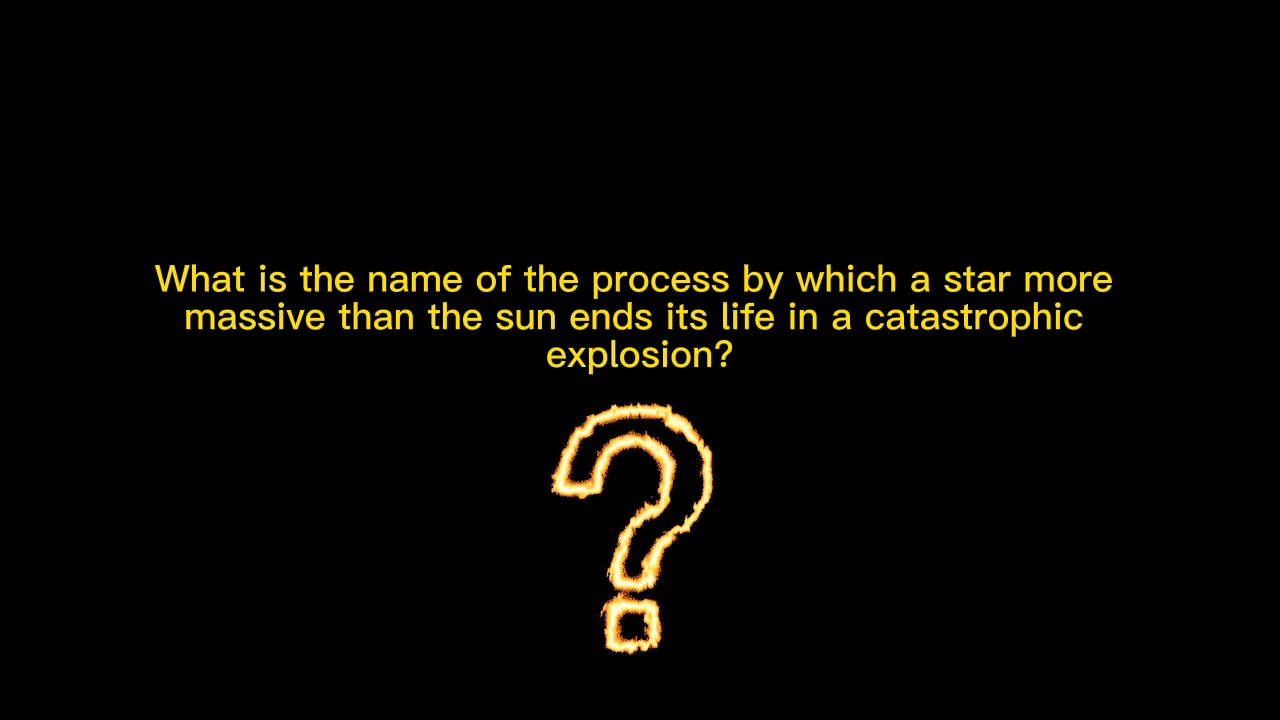 What is the name of the process by which a star more
massive than the sun ends its life in a catastrophic
explosion?
?